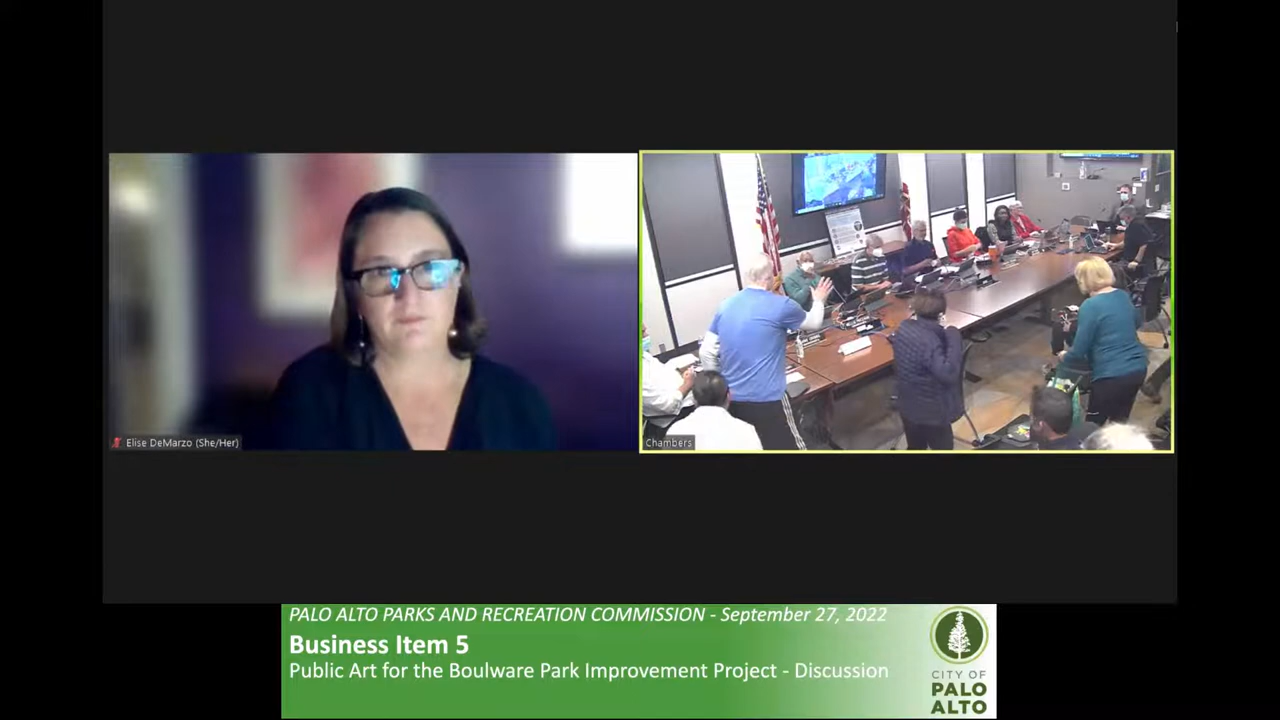 Elise DeMarzo (She/Her)
Chambers
PALO ALTO PARKS AND RECREATION COMMISSION - September 27, 2022
Business Item 5
Public Art for the Boulware Park Improvement Project - Discussion
CITY OF
PALO
ALTO